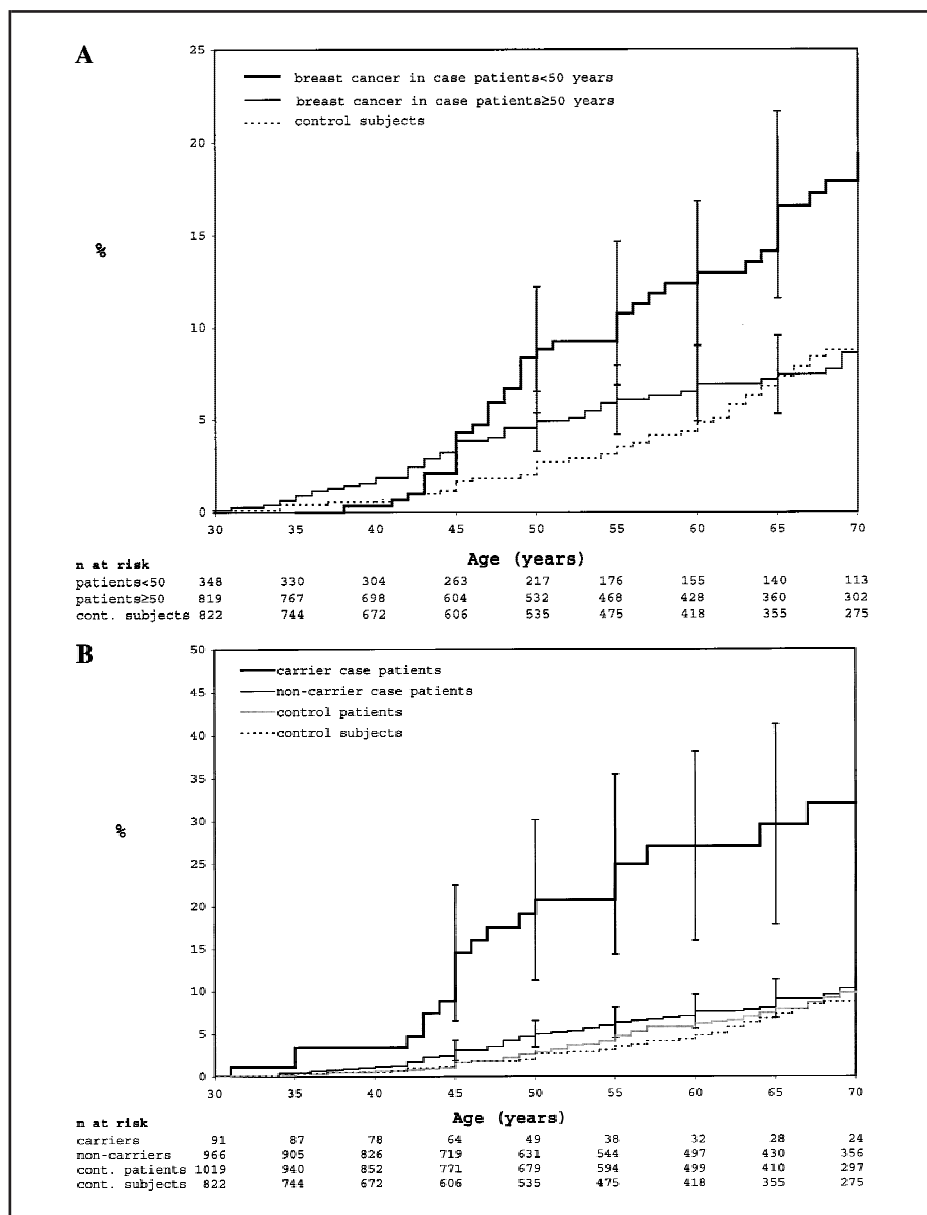 A
25
20
15
10
5
0
%
breast cancer in case patients<50 years
breast cancer in case patients≥50 years
control subjects
30 35 40 45 50 55 60 65 70
Age (years)
n at risk
patients<50 348 330 304 263 217 176 155 140 113
patients≥50 819 767 698 604 532 468 428 360 302
cont. subjects 822 744 672 606 535 475 418 355 275
B
50
45
40
35
30
25
20
15
10
5
0
%
carrier case patients
non-carrier case patients
control patients
control subjects
30 35 40 45 50 55 60 65 70
Age (years)
n at risk
carriers 91 87 78 64 49 38 32 28 24
non-carriers 966 905 826 719 631 544 497 430 356
cont. patients 1019 940 852 771 679 594 499 410 297
cont. subjects 822 744 672 606 535 475 418 355 275